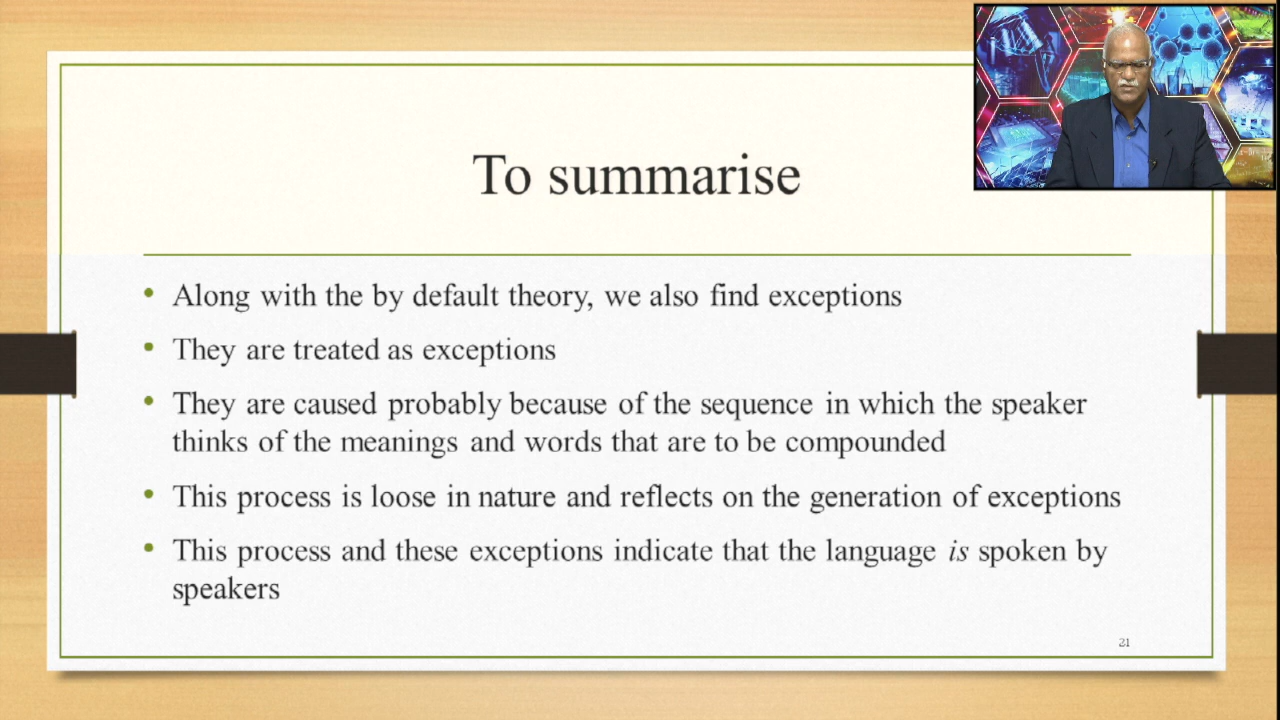 To summarise
Along with the by default theory, we also find exceptions
They are treated as exceptions
They are caused probably because of the sequence in which the speaker
thinks of the meanings and words that are to be compounded
This process is loose in nature and reflects on the generation of exceptions
This process and these exceptions indicate that the language is spoken by
speakers
21